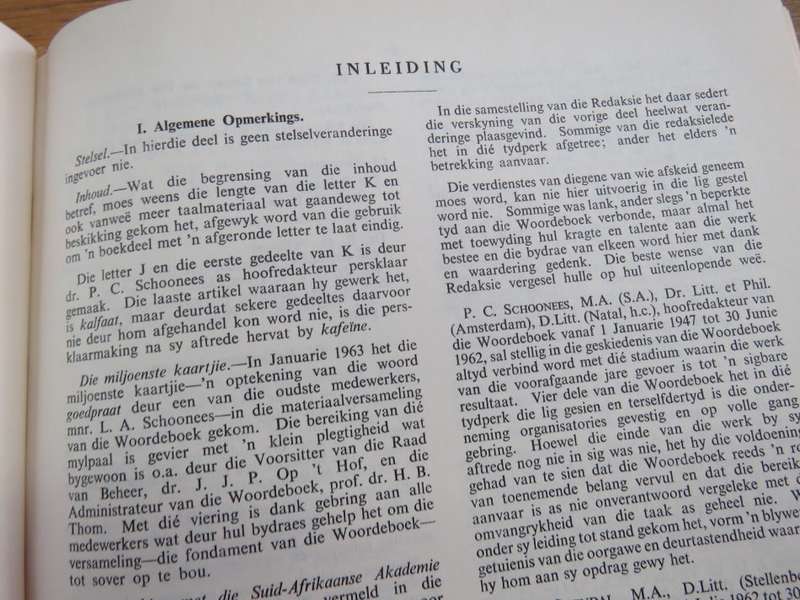 INLEIDING
I. Algemene Opmerkings.
Stelsel.—In hierdie deel is geen stelselveranderinge
ingevoer nie.
Inhoud.—Wat die begrensing van die inhoud
betref, moes weens die lengte van die letter K en
ook vanweë meer taalmateriaal wat gaandeweg tot
beskikking gekom het, afgewyk word van die gebruik
om 'n boekdeel met 'n afgeronde letter te laat eindig.
Die letter J en die eerste gedeelte van K is deur
dr. P. C. Schoonees as hoofredakteur persklaar
gemaak. Die laaste artikel waaraan hy gewerk het,
is kalfaat, maar deurdat sekere gedeeltes daarvoor
nie deur hom afgehandel kon word nie, is die pers-
klaarmaking na sy aftrede hervat by kafeïne.
Die miljoenste kaartjie.—In Januarie 1963 het die
miljoenste kaartjie—'n optekening van die woord
goedpraat deur een van die oudste medewerkers,
mnr. L. A. Schoonees—in die materiaalversameling
van die Woordeboek gekom. Die bereiking van dié
mylpaal is gevier met 'n klein plegtigheid wat
bygewoon is o.a. deur die Voorsitter van die Raad
van Beheer, dr. J. J. P. Op 't Hof, en die
Administrateur van die Woordeboek, prof. dr. H. B.
Thom. Met dié viering is dank gebring aan alle
medewerkers wat deur hul bydraes gehelp het om die
versameling—die fondament van die Woordeboek—
tot sover op te bou.
met die Suid-Afrikaanse Akademie
vermeld in die
In die samestelling van die Redaksie het daar sedert
die verskyning van die vorige deel heelwat veran-
deringe plaasgevind. Sommige van die redaksielede
het in dié tydperk afgetree; ander het elders 'n
betrekking aanvaar.
Die verdienstes van diegene van wie afskeid geneem
moes word, kan nie hier uitvoerig in die lig gestel
word nie. Sommige was lank, ander slegs 'n beperkte
tyd aan die Woordeboek verbonde, maar almal het
met toewyding hul kragte en talente aan die werk
bestee en die bydrae van elkeen word hier met dank
en waardering gedenk. Die beste wense van die
Redaksie vergesel hulle op hul uiteenlopende weë.
P. C. SCHOONEES, M.A. (S.A.), Dr. Litt. et Phil.
(Amsterdam), D.Litt. (Natal, h.c.), hoofredakteur van
die Woordeboek vanaf 1 Januarie 1947 tot 30 Junie
1962, sal stellig in die geskiedenis van die Woordeboek
altyd verbind word met dié stadium waarin die werk
van die voorafgaande jare gevoer is tot 'n sigbare
resultaat. Vier dele van die Woordeboek het in dié
tydperk die lig gesien en terselfdertyd is die onder-
neming organisatories gevestig en op volle gang
gebring. Hoewel die einde van die werk by sy
aftrede nog nie in sig was nie, het hy die voldoening
gehad van te sien dat die Woordeboek reeds 'n
van toenemende belang vervul en dat die
aanvaar is as nie onverantwoord vergeleke met
omvangrykheid van die taak as geheel nie.
onder sy leiding tot stand gekom het, vorm 'n
getuienis van die oorgawe en deurtastendheid
hy hom aan sy opdrag gewy het.
M.A., D.Litt.
1962 tot 30